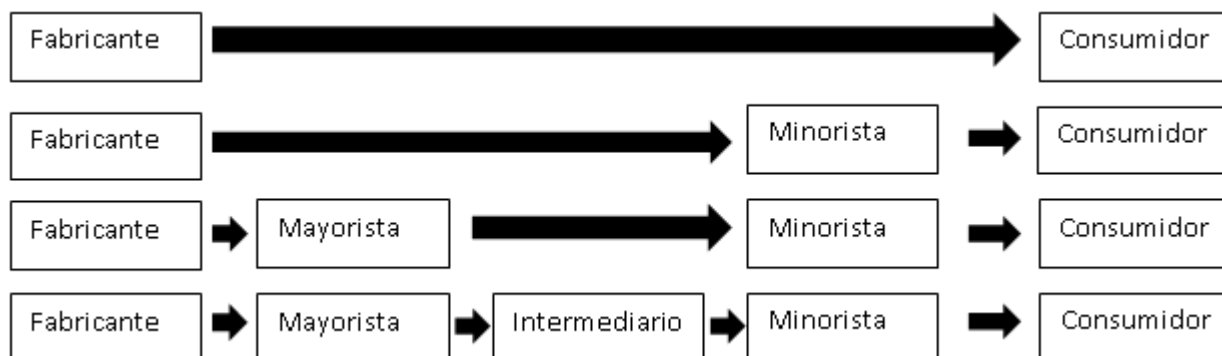 Fabricante Consumidor
Fabricante Minorista Consumidor
Fabricante Mayorista Minorista Consumidor
Fabricante Mayorista Intermediario Minorista Consumidor